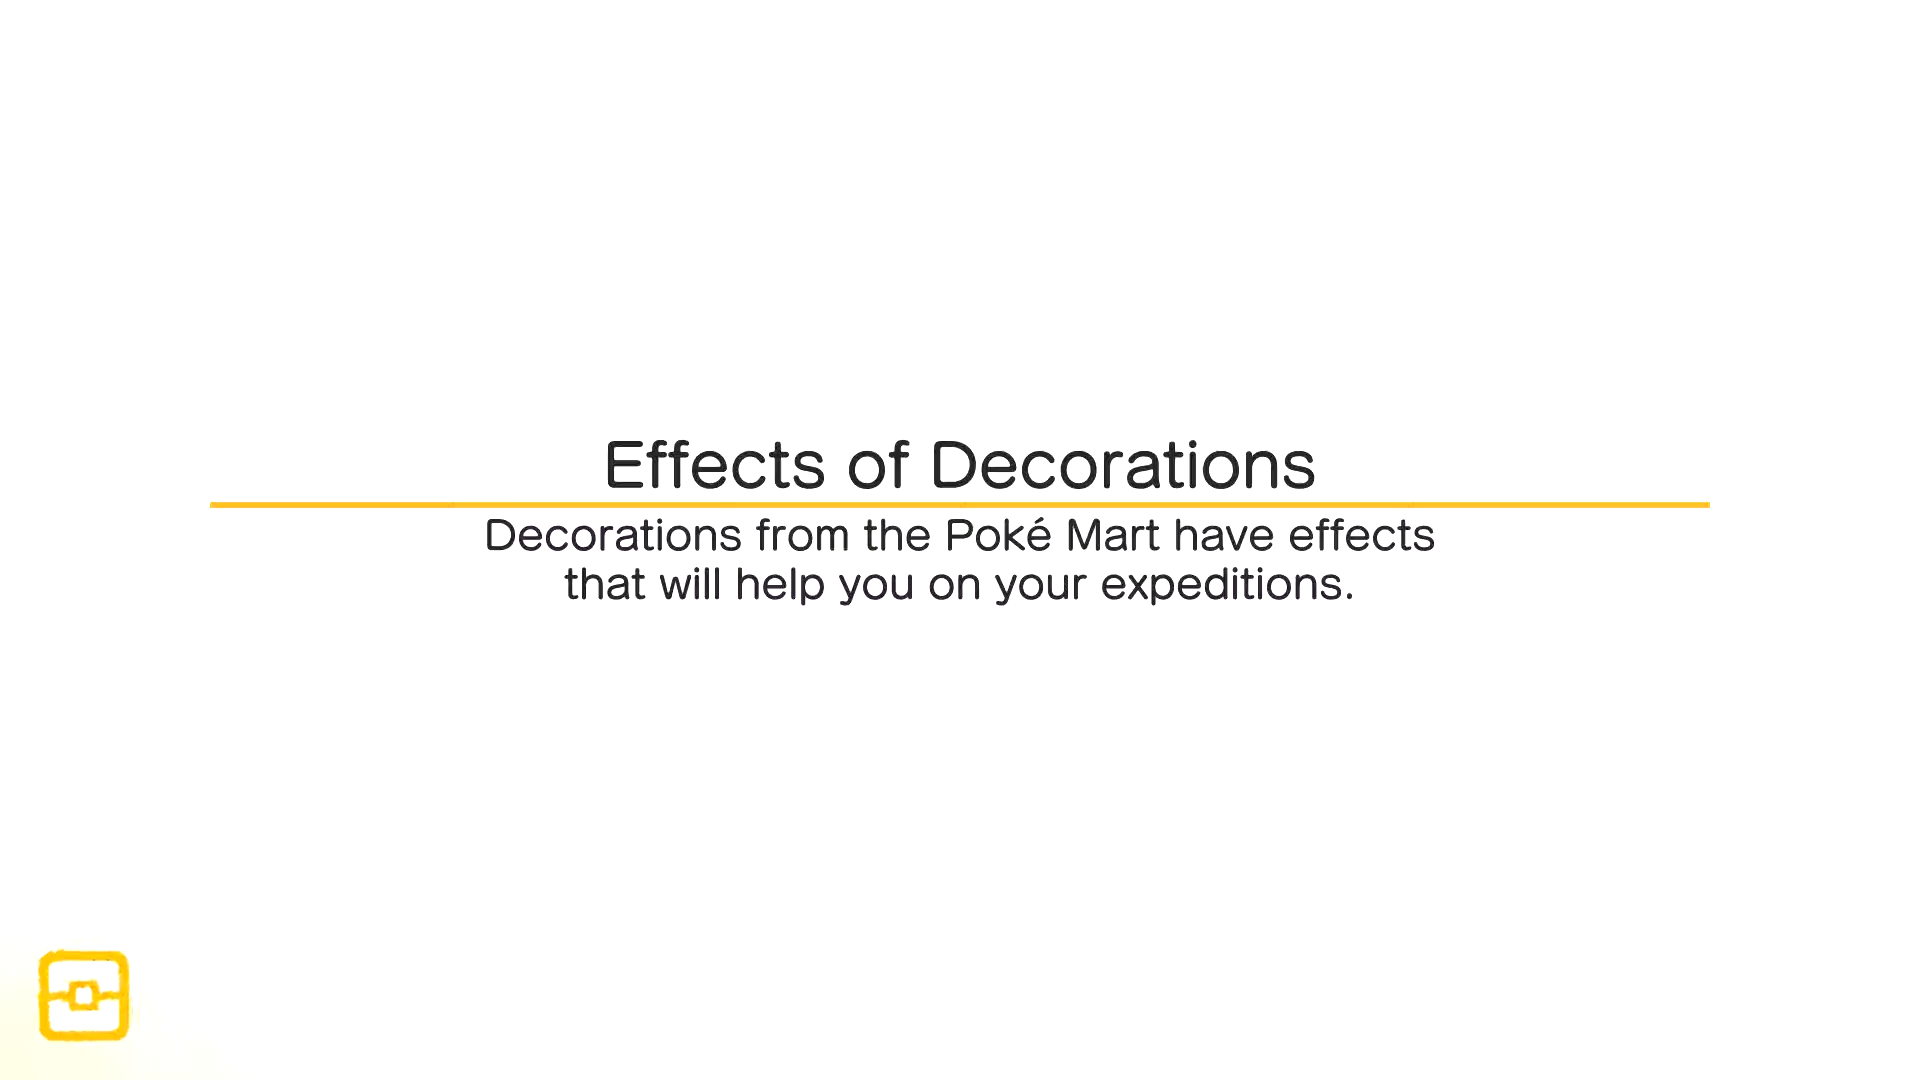 Effects of Decorations
Decorations from the Poké Mart have effects
that will help you on your expeditions.